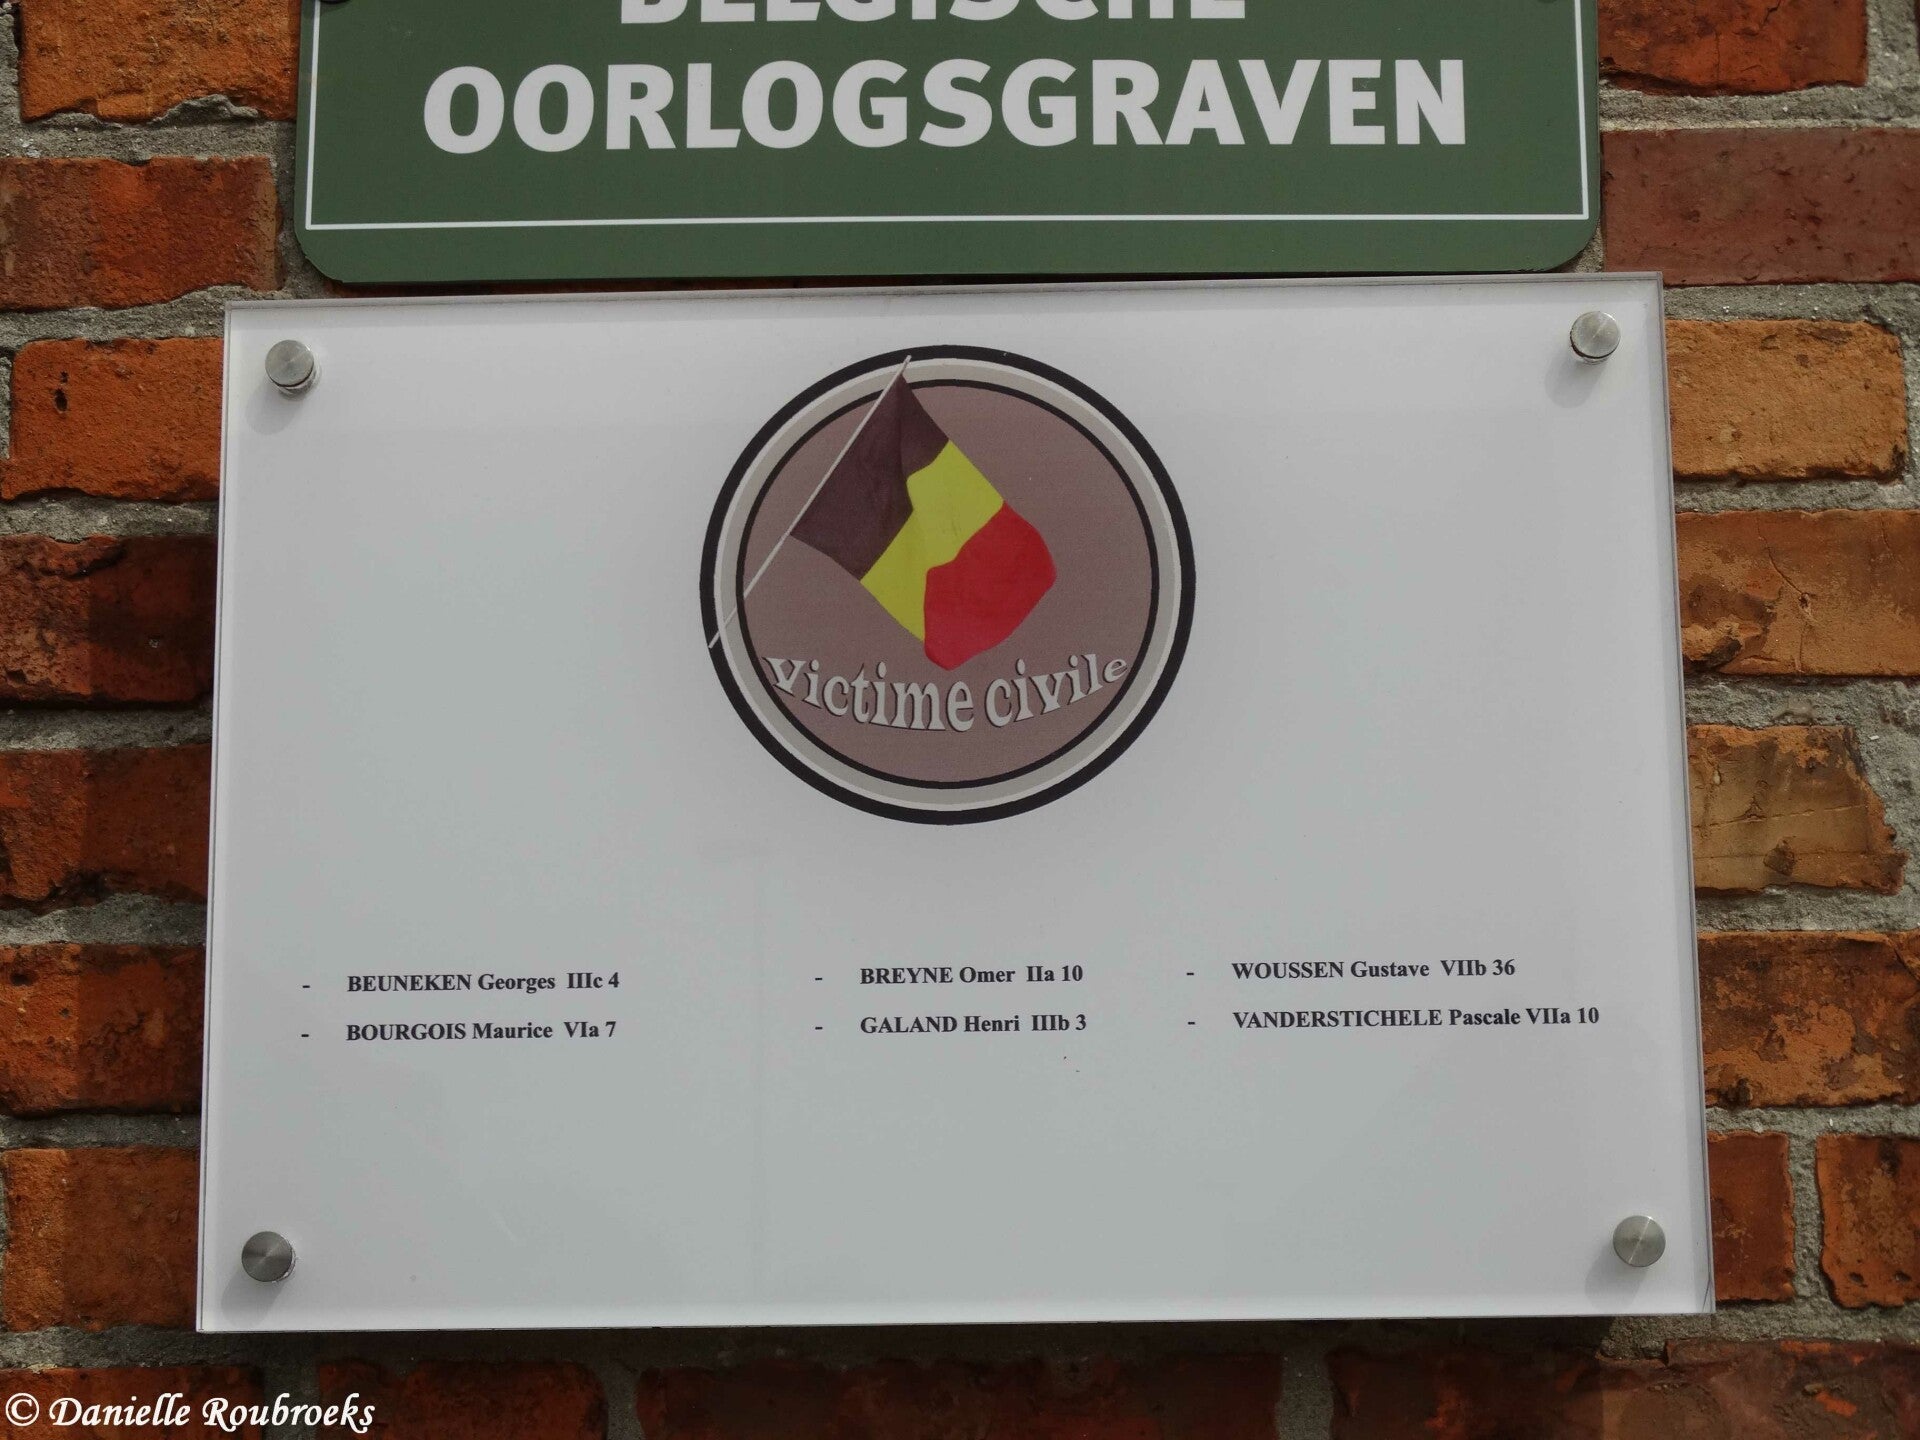 BELGISCHE
OORLOGSGRAVEN
Victime civile
- BEUNEKEN Georges IIIc 4
- BOURGOIS Maurice VIa 7
- BREYNE Omer IIa 10
- GALAND Henri IIIb 3
- WOUSSEN Gustave VIIb 36
- VANDERSTICHELE Pascale VIIa 10
© Danielle Roubroeks